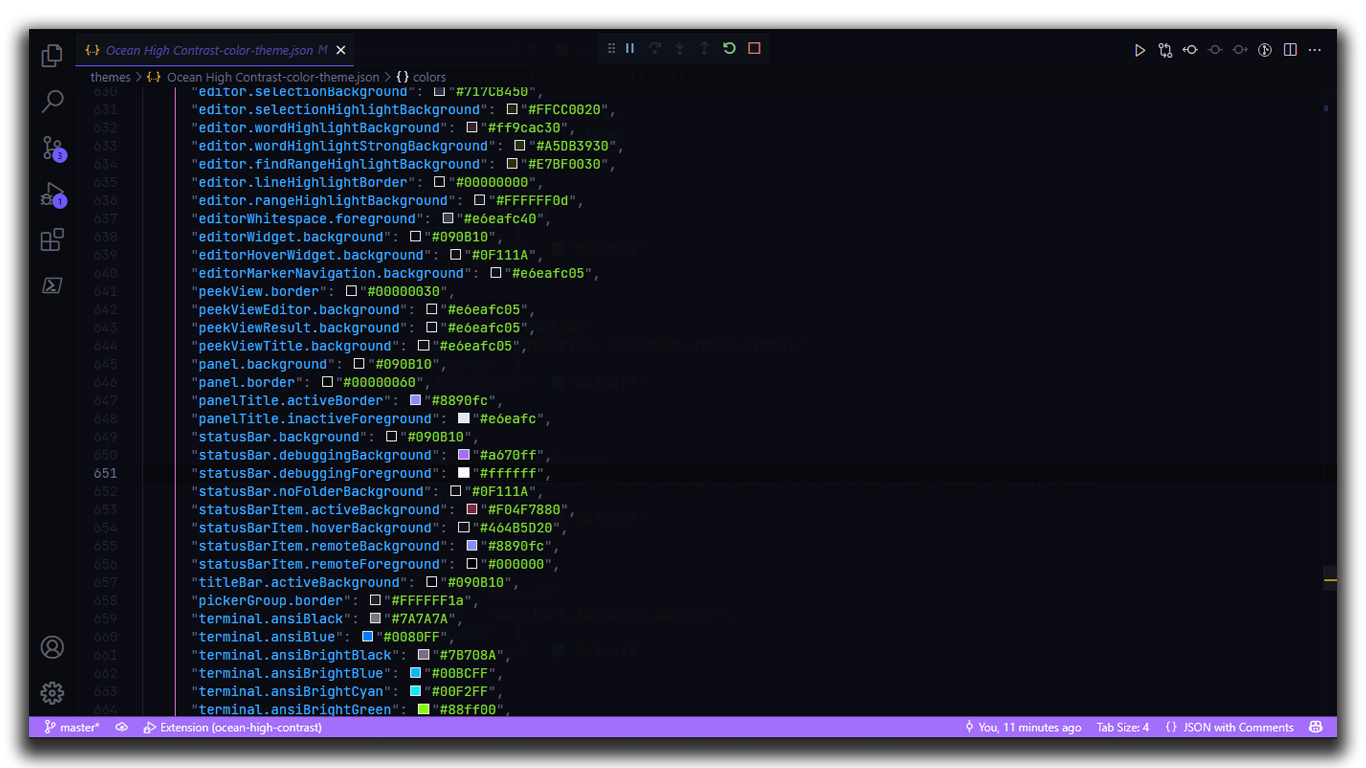 {..} Ocean High Contrast-color-theme.json M ×
themes > {..} Ocean High Contrast-color-theme.json > { } colors
630 "editor.selectionBackground": "#717CB450",
631 "editor.selectionHighlightBackground": "#FFCC0020",
632 "editor.wordHighlightBackground": "#ff9cac30",
633 "editor.wordHighlightStrongBackground": "#A5DB3930",
634 "editor.findRangeHighlightBackground": "#E7BF0030",
635 "editor.lineHighlightBorder": "#00000000",
636 "editor.rangeHighlightBackground": "#FFFFFF0d",
637 "editorWhitespace.foreground": "#e6eafc40",
638 "editorWidget.background": "#090B10",
639 "editorHoverWidget.background": "#0F111A",
640 "editorMarkerNavigation.background": "#e6eafc05",
641 "peekView.border": "#00000030",
642 "peekViewEditor.background": "#e6eafc05",
643 "peekViewResult.background": "#e6eafc05",
644 "peekViewTitle.background": "#e6eafc05",
645 "panel.background": "#090B10",
646 "panel.border": "#00000060",
647 "panelTitle.activeBorder": "#8890fc",
648 "panelTitle.inactiveForeground": "#e6eafc",
649 "statusBar.background": "#090B10",
650 "statusBar.debuggingBackground": "#a670ff",
651 "statusBar.debuggingForeground": "#ffffff",
652 "statusBar.noFolderBackground": "#0F111A",
653 "statusBarItem.activeBackground": "#F04F7880",
654 "statusBarItem.hoverBackground": "#464B5D20",
655 "statusBarItem.remoteBackground": "#8890fc",
656 "statusBarItem.remoteForeground": "#000000",
657 "titleBar.activeBackground": "#090B10",
658 "pickerGroup.border": "#FFFFFF1a",
659 "terminal.ansiBlack": "#7A7A7A",
660 "terminal.ansiBlue": "#0080FF",
661 "terminal.ansiBrightBlack": "#7B708A",
662 "terminal.ansiBrightBlue": "#00BCFF",
663 "terminal.ansiBrightCyan": "#00F2FF",
664 "terminal.ansiBrightGreen": "#88ff00",
3
1
master* Extension (ocean-high-contrast) You, 11 minutes ago Tab Size: 4 { } JSON with Comments